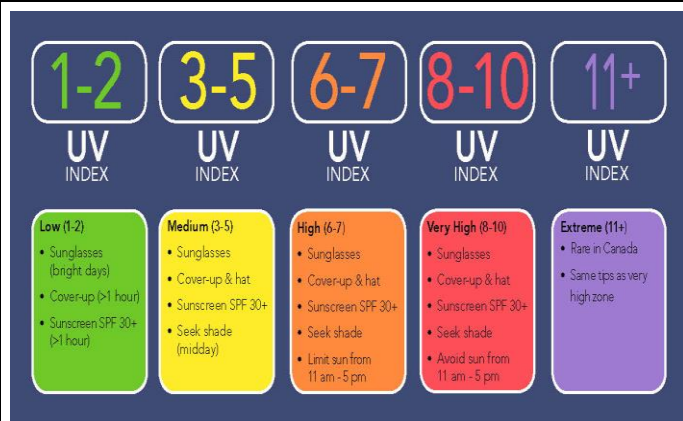 1-2
UV
INDEX
3-5
UV
INDEX
6-7
UV
INDEX
8-10
UV
INDEX
11+
UV
INDEX
Low (1-2)
• Sunglasses
(bright days)
• Cover-up (>1 hour)
• Sunscreen SPF 30+
(>1 hour)
Medium (3-5)
• Sunglasses
• Cover-up & hat
• Sunscreen SPF 30+
• Seek shade
(midday)
High (6-7)
• Sunglasses
• Cover-up & hat
• Sunscreen SPF 30+
• Seek shade
• Limit sun from
11 am - 5 pm
Very High (8-10)
• Sunglasses
• Cover-up & hat
• Sunscreen SPF 30+
• Seek shade
• Avoid sun from
11 am - 5 pm
Extreme (11+)
• Rare in Canada
• Same tips as very
high zone